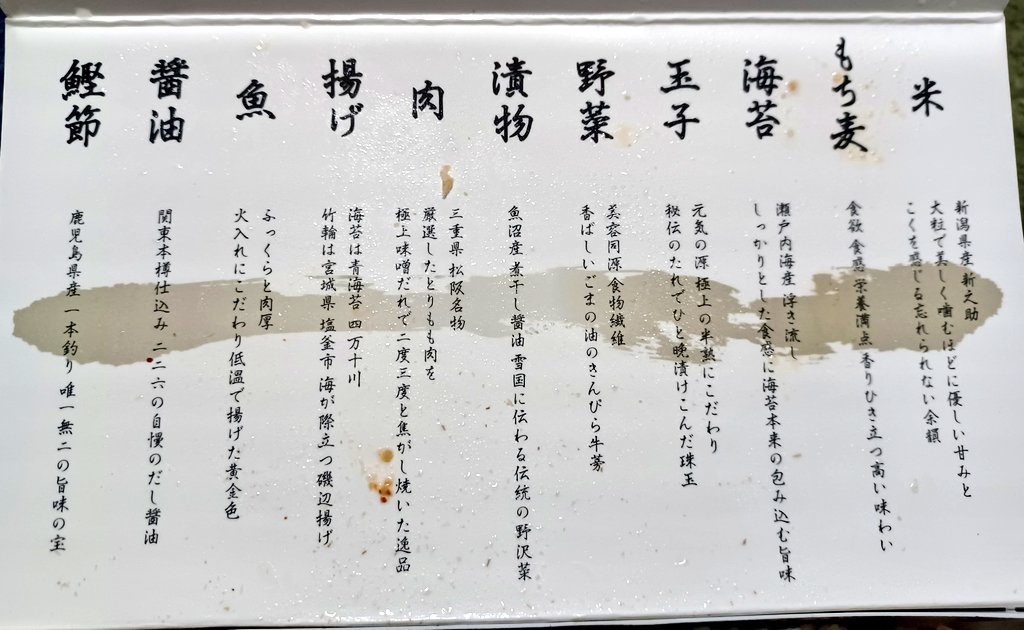 米
新潟県産 新之助
大粒で美しく噛むほどに優しい甘みと
こくを感じる忘れられない余韻
もち麦
食欲 食感 栄養満点 香りひき立つ高い味わい
海苔
瀬戸内海産 浮き流し
しっかりとした食感に海苔本来の包み込む旨味
玉子
元気の源 極上の半熟にこだわり
秘伝のたれでひと晩漬けこんだ珠玉
野菜
美容同源 食物繊維
香ばしいごまの油のきんぴら牛蒡
漬物
魚沼産 煮干し醤油 雪国に伝わる伝統の野沢菜
肉
三重県 松阪名物
厳選したとりもも肉を
極上味噌だれで二度三度と焦がし焼いた逸品
揚げ
海苔は青海苔 四万十川
竹輪は宮城県 塩釜市 海が際立つ磯辺揚げ
魚
ふっくらと肉厚
火入れにこだわり低温で揚げた黄金色
醤油
関東本樽仕込み 二二六の自慢のだし醤油
鰹節
鹿児島県産 一本釣り 唯一無二の旨味の宝